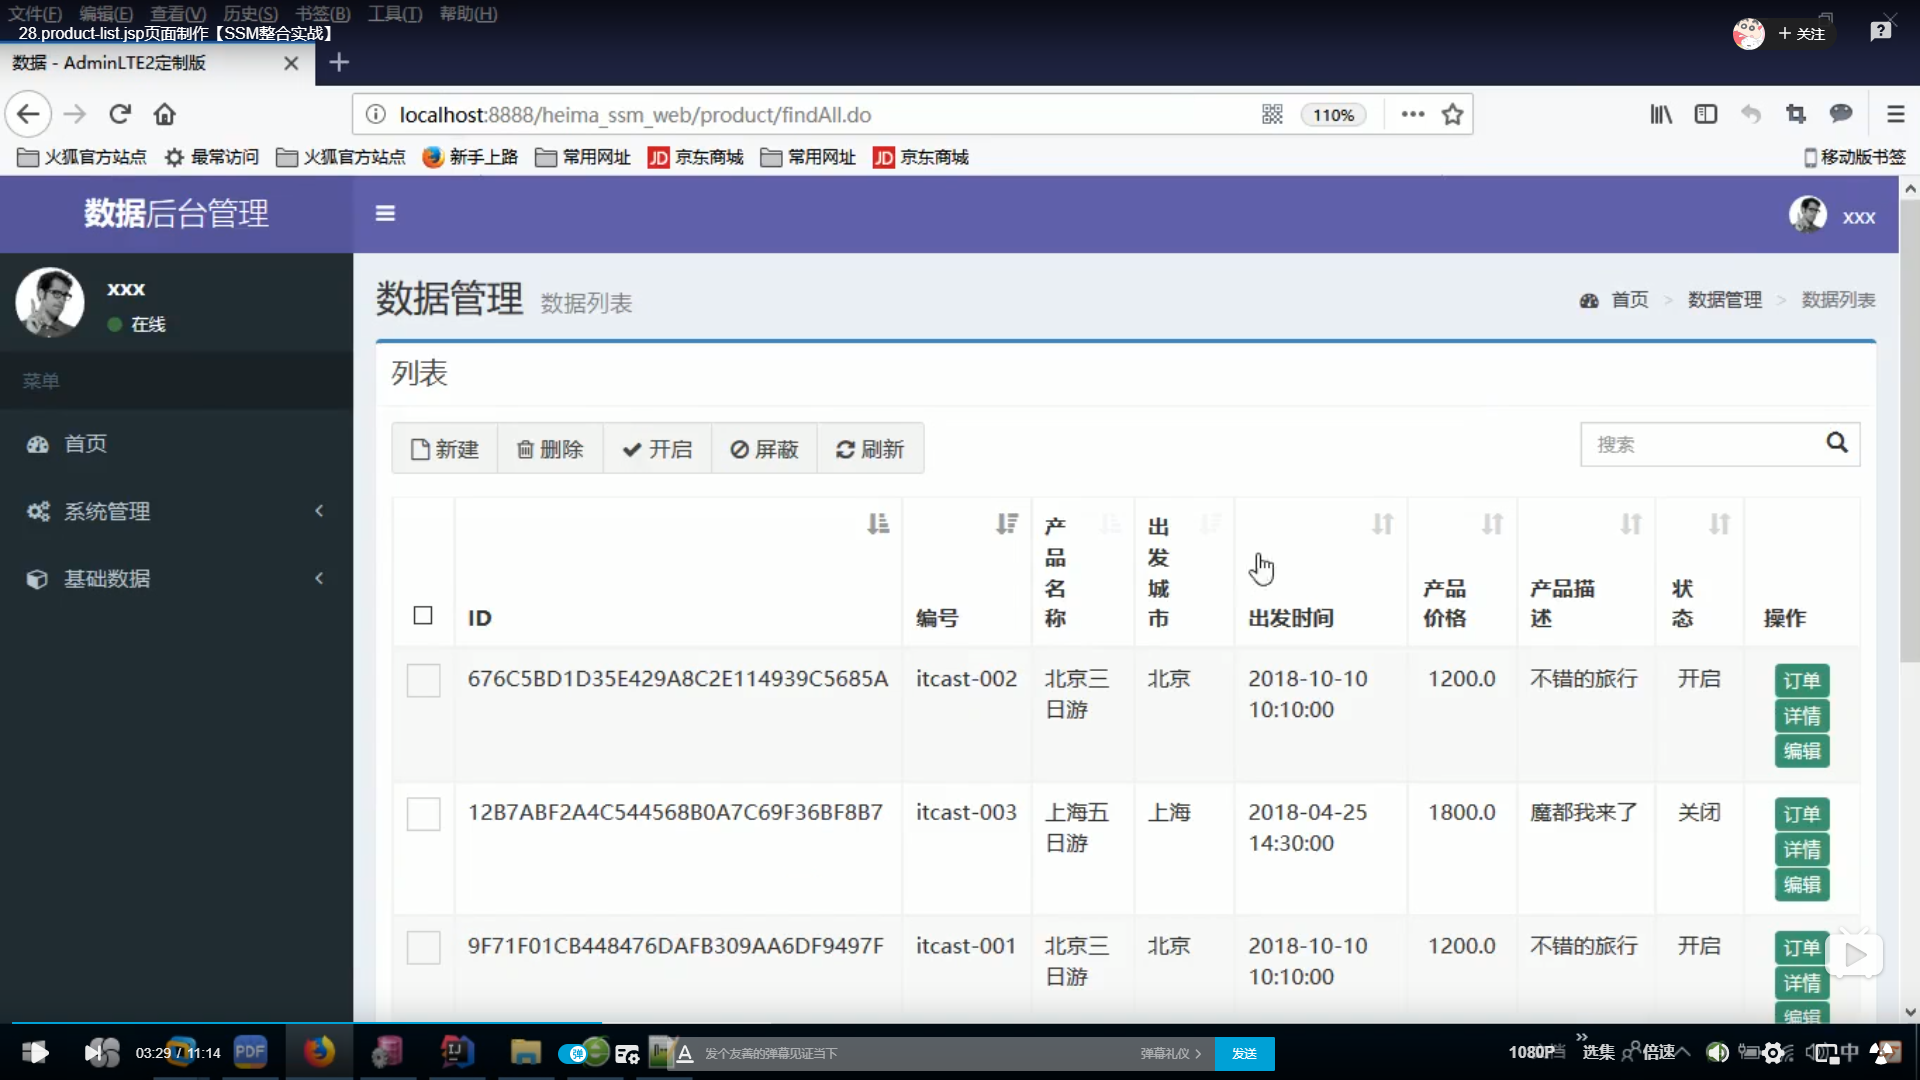 文件(F) 编辑(E) 查看(V) 历史(S) 书签(B) 工具(T) 帮助(H)
28.product-list.jsp页面制作【SSM整合实战】
+ 关注
数据 - AdminLTE2定制版
localhost:8888/heima_ssm_web/product/findAll.do
110%
火狐官方站点 最常访问 火狐官方站点 新手上路 常用网址 JD 京东商城 常用网址 JD 京东商城 移动版书签
数据后台管理
xxx
xxx
在线
菜单
首页
系统管理
基础数据
数据管理 数据列表
首页 > 数据管理 > 数据列表
列表
新建 删除 开启 屏蔽 刷新
搜索
ID 编号 产品名称 出发城市 出发时间 产品价格 产品描述 状态 操作
676C5BD1D35E429A8C2E114939C5685A itcast-002 北京三日游 北京 2018-10-10 10:10:00 1200.0 不错的旅行 开启 订单 详情 编辑
12B7ABF2A4C544568B0A7C69F36BF8B7 itcast-003 上海五日游 上海 2018-04-25 14:30:00 1800.0 魔都我来了 关闭 订单 详情 编辑
9F71F01CB448476DAFB309AA6DF9497F itcast-001 北京三日游 北京 2018-10-10 10:10:00 1200.0 不错的旅行 开启 订单 详情 编辑
03:29 / 11:14
PDF
IJ
弹
A
发个友善的弹幕见证当下
弹幕礼仪 >
发送
1080P
选集
倍速
中